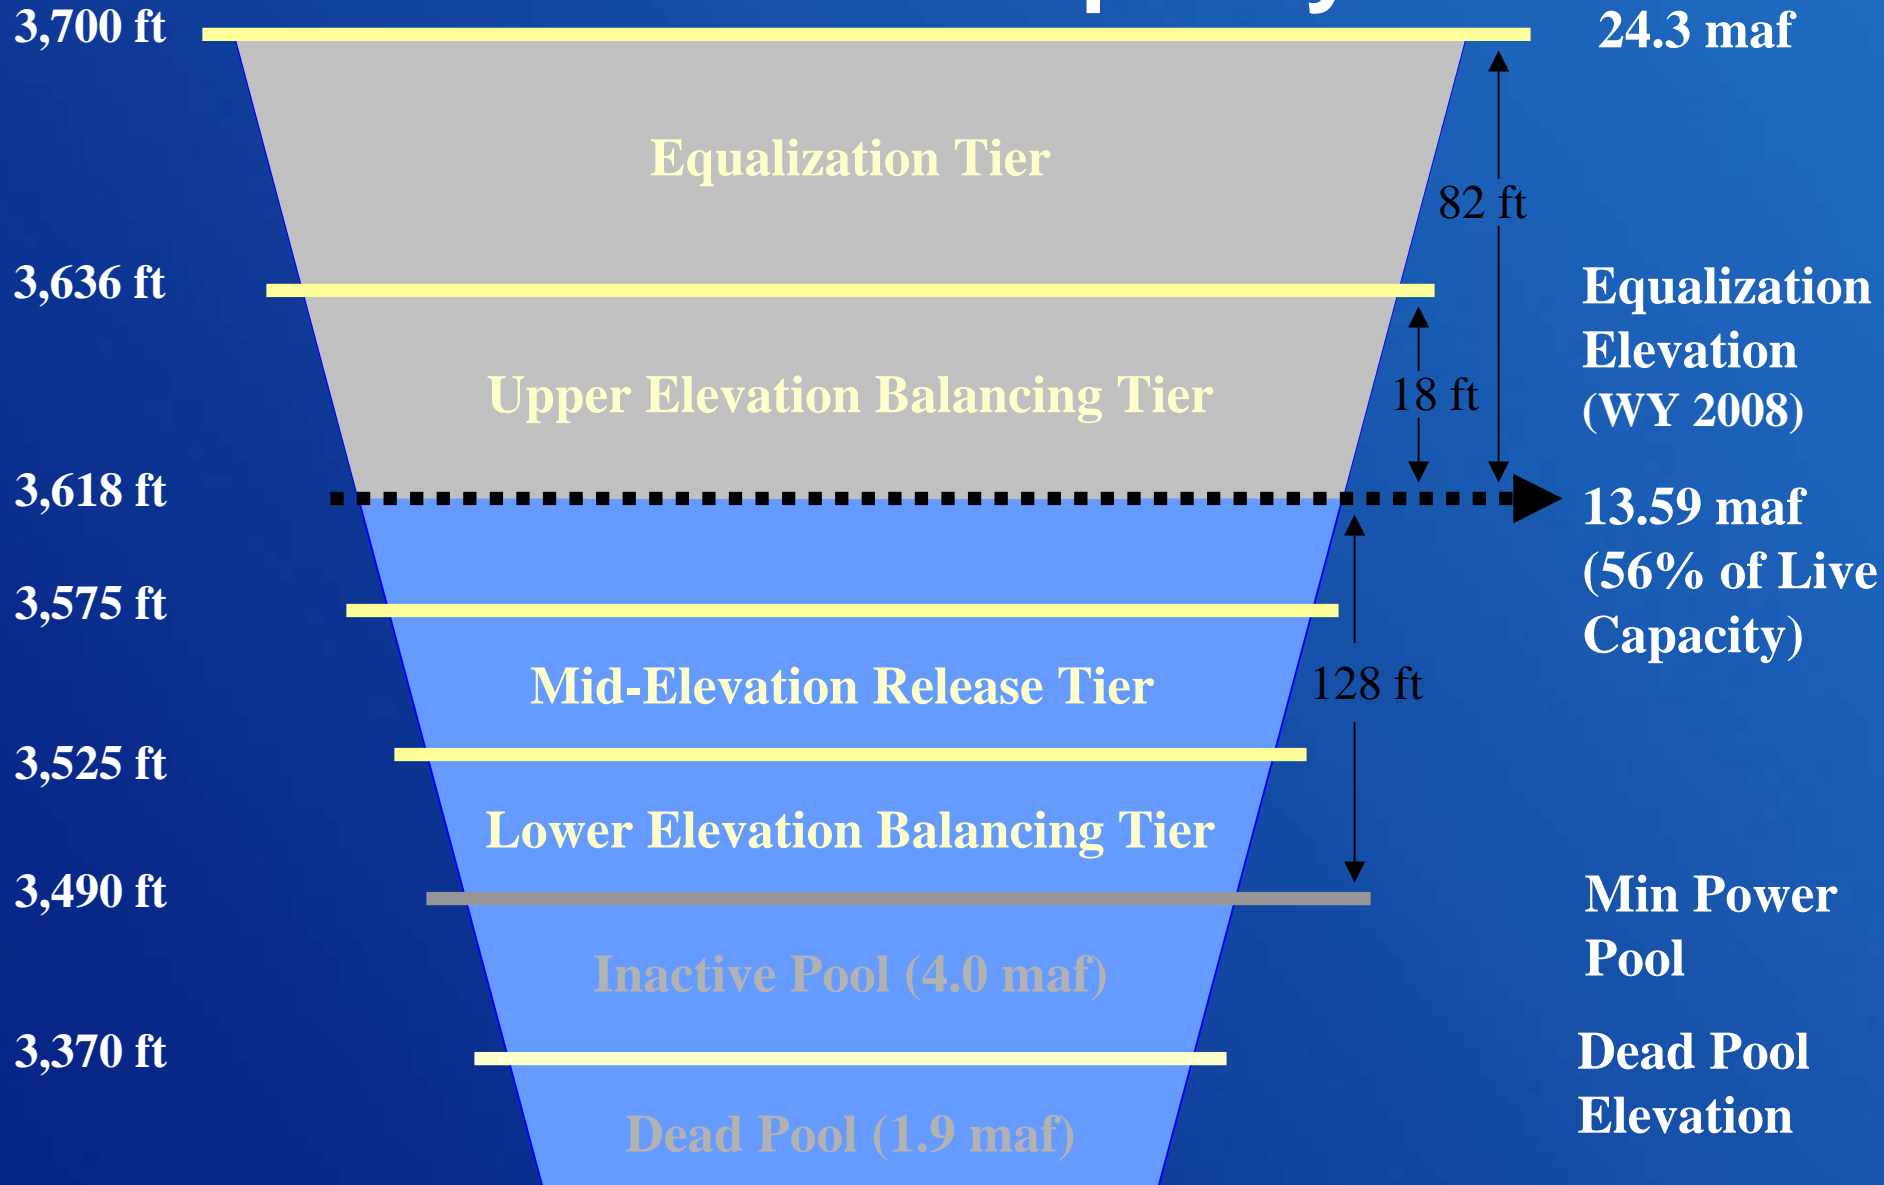 3,700 ft
24.3 maf
Equalization Tier
82 ft
3,636 ft
Equalization
Elevation
(WY 2008)
Upper Elevation Balancing Tier
18 ft
3,618 ft
13.59 maf
(56% of Live
Capacity)
3,575 ft
Mid-Elevation Release Tier
128 ft
3,525 ft
Lower Elevation Balancing Tier
3,490 ft
Min Power
Pool
Inactive Pool (4.0 maf)
3,370 ft
Dead Pool
Elevation
Dead Pool (1.9 maf)